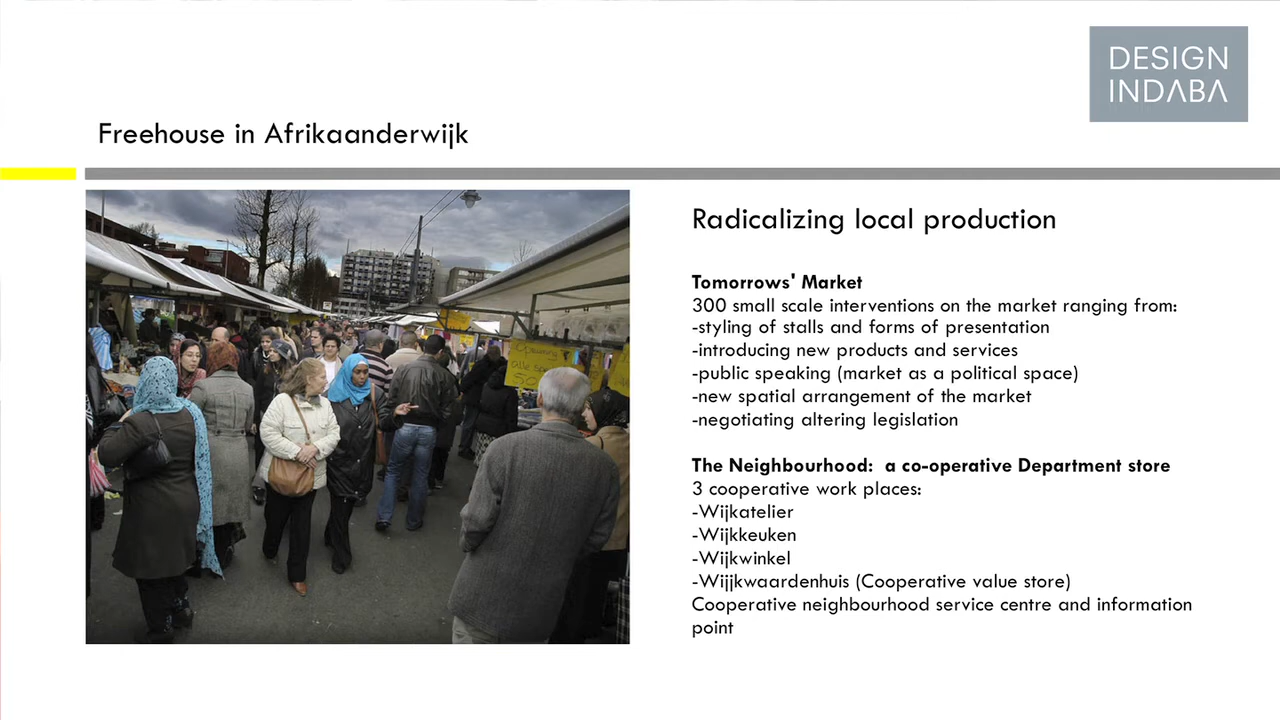 DESIGN
INDABA
Freehouse in Afrikaanderwijk
Radicalizing local production
Tomorrows' Market
300 small scale interventions on the market ranging from:
-styling of stalls and forms of presentation
-introducing new products and services
-public speaking (market as a political space)
-new spatial arrangement of the market
-negotiating altering legislation
The Neighbourhood:  a co-operative Department store
3 cooperative work places:
-Wijkatelier
-Wijkkeuken
-Wijkwinkel
-Wijjkwaardenhuis (Cooperative value store)
Cooperative neighbourhood service centre and information
point